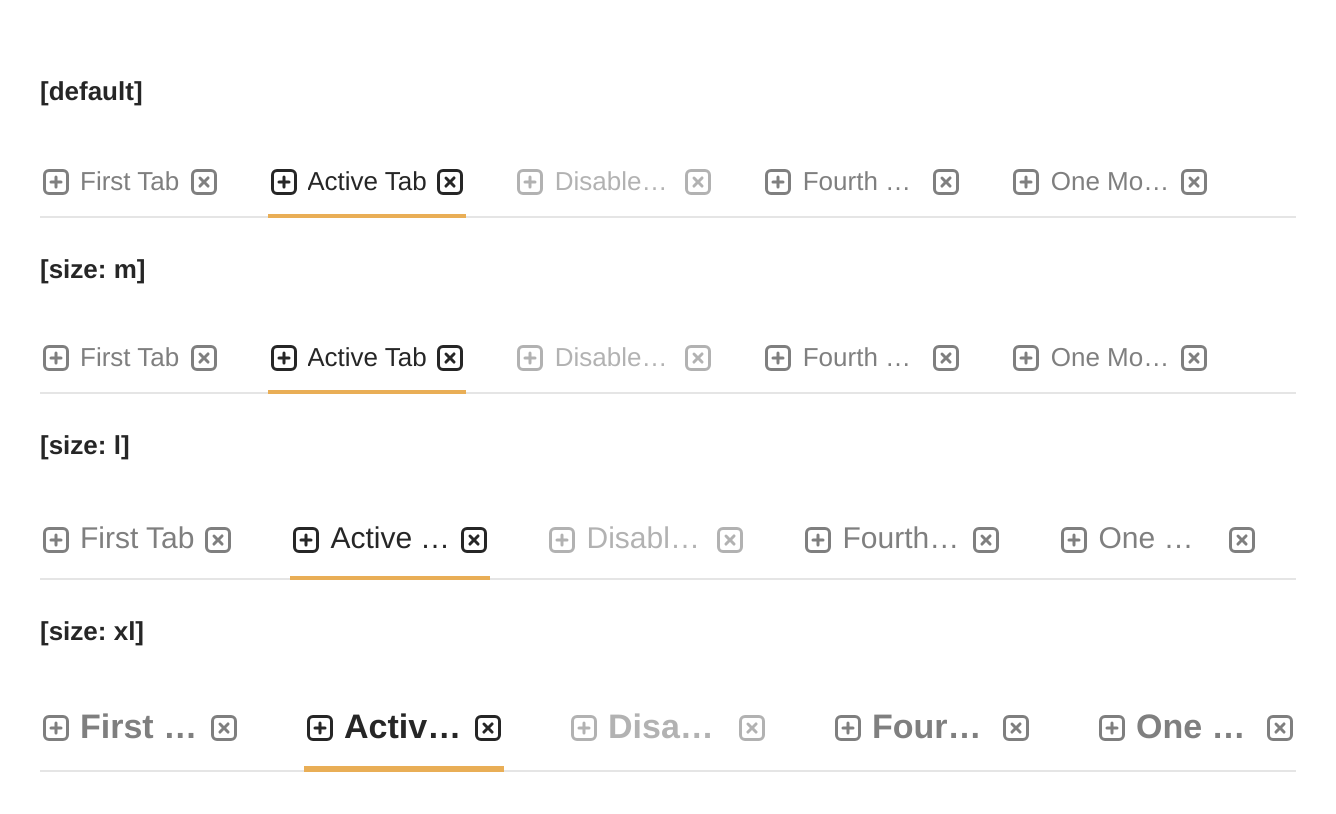 [default]
First Tab Active Tab Disable… Fourth … One Mo…
[size: m]
First Tab Active Tab Disable… Fourth … One Mo…
[size: l]
First Tab Active … Disabl… Fourth… One …
[size: xl]
First … Activ… Disa… Four… One …